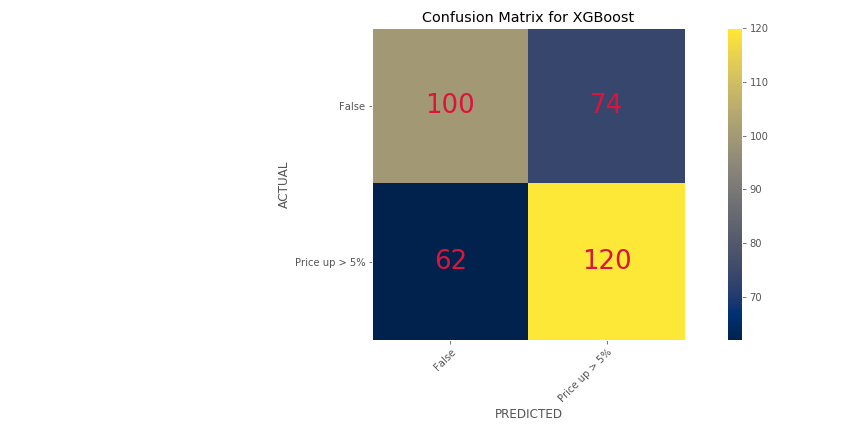 Confusion Matrix for XGBoost
120
110
100
90
80
70
100 74
62 120
False
Price up > 5%
ACTUAL
False
Price up > 5%
PREDICTED